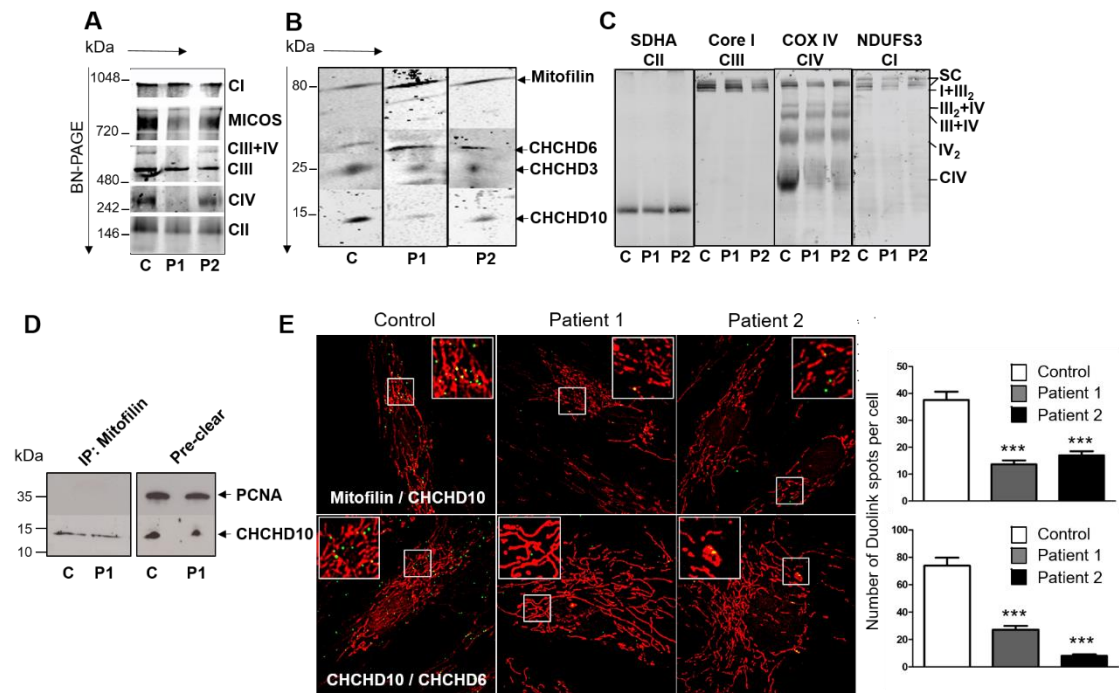 A
kDa
BN-PAGE
1048
720
480
242
146
CI
MICOS
CIII+IV
CIII
CIV
CII
C P1 P2
B
kDa
80
25
15
Mitofilin
CHCHD6
CHCHD3
CHCHD10
C P1 P2
C
SDHA Core I COX IV NDUFS3
CII CIII CIV CI
SC
I+III2
III2+IV
III+IV
IV2
CIV
C P1 P2 C P1 P2 C P1 P2 C P1 P2
D
IP: Mitofilin
Pre-clear
kDa
35
15
10
PCNA
CHCHD10
C P1 C P1
E
Control Patient 1 Patient 2
Mitofilin / CHCHD10
CHCHD10 / CHCHD6
Number of Duolink spots per cell
50
40
30
20
10
0
Control
Patient 1
Patient 2
*** ***
100
80
60
40
20
0
Control
Patient 1
Patient 2
***
***